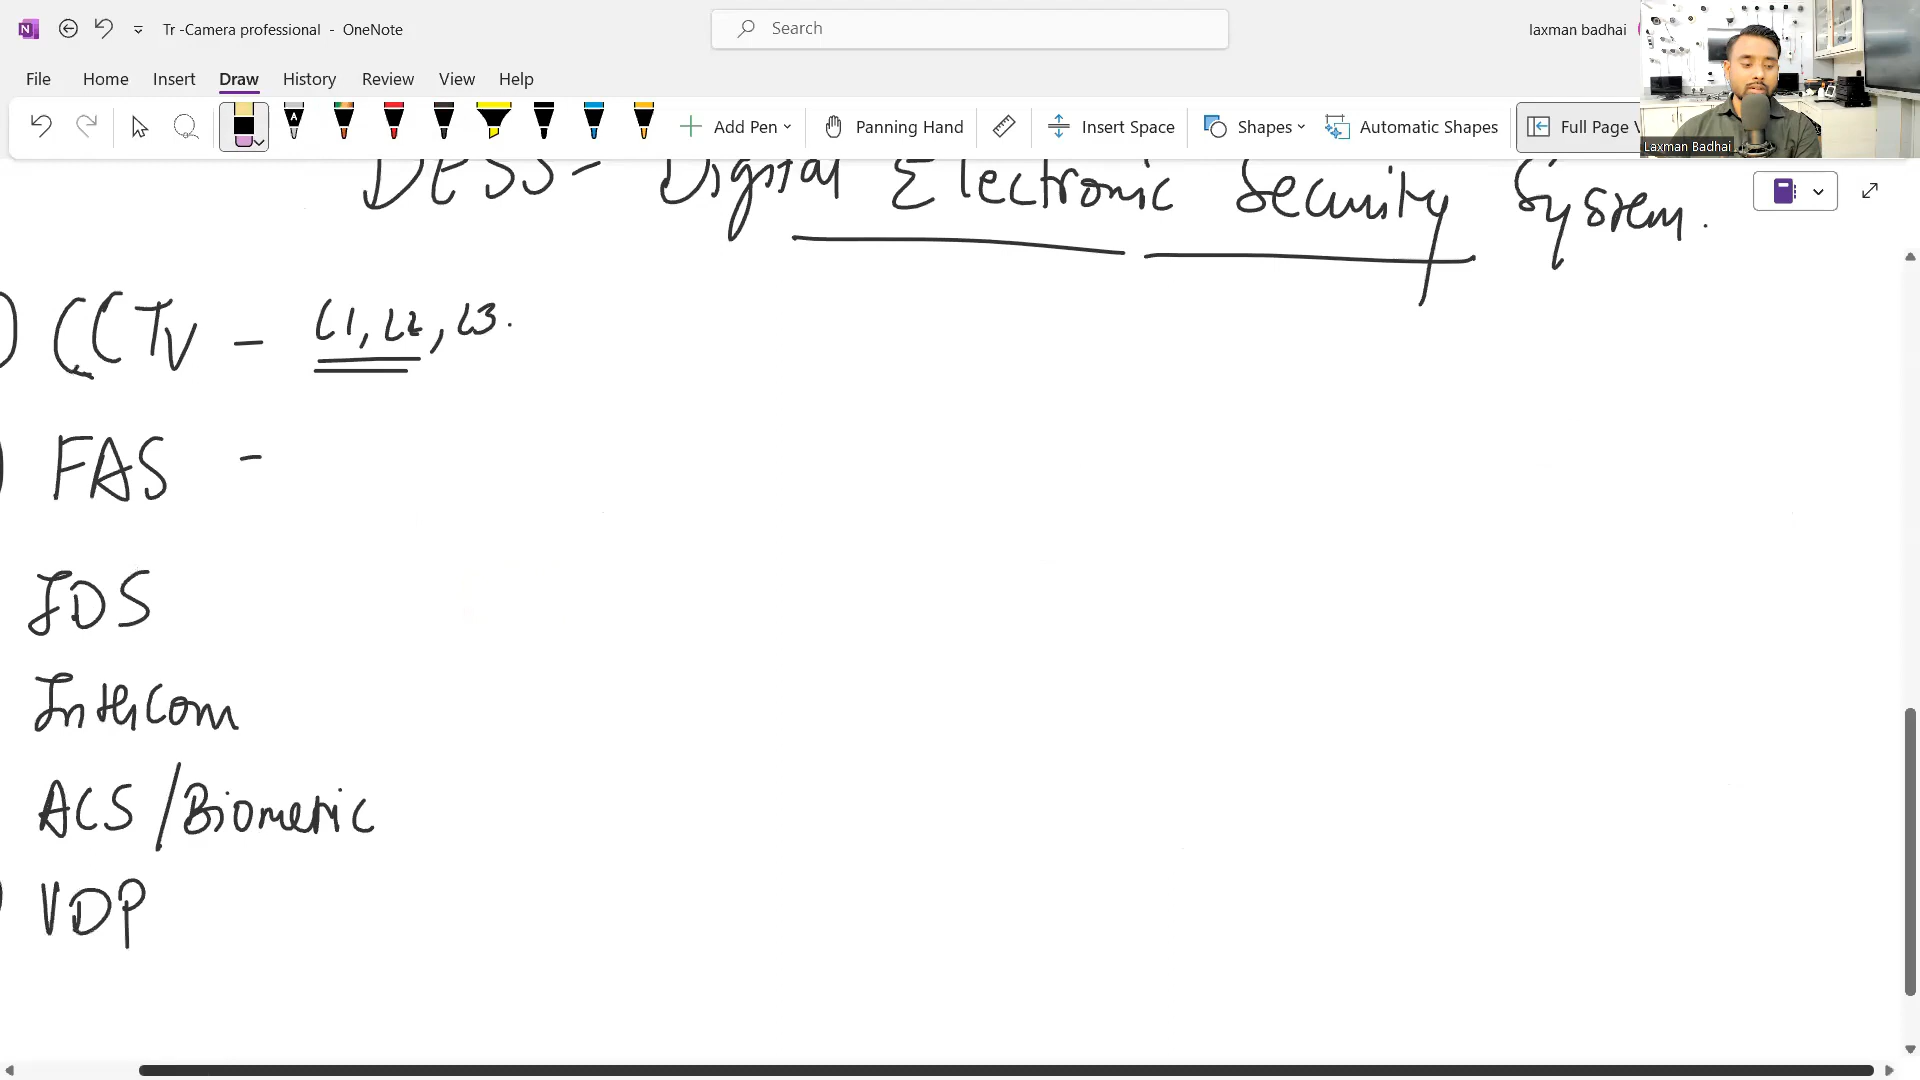 Tr -Camera professional - OneNote
Search
laxman badhai
File Home Insert Draw History Review View Help
Add Pen Panning Hand Insert Space Shapes Automatic Shapes Full Page V
Laxman Badhai
DESS- Digital Electronic Security System.
CCTV - L1, L2, L3.
FAS -
IDS
Intercom
ACS/Biometric
VDP